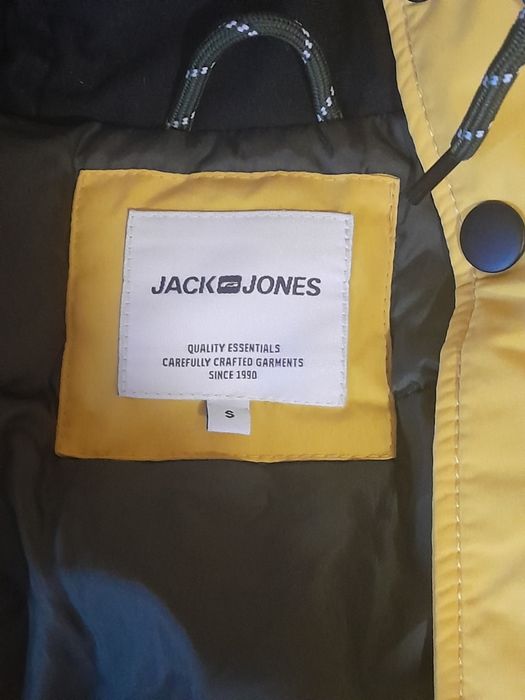 JACK JONES
QUALITY ESSENTIALS
CAREFULLY CRAFTED GARMENTS
SINCE 1990
S